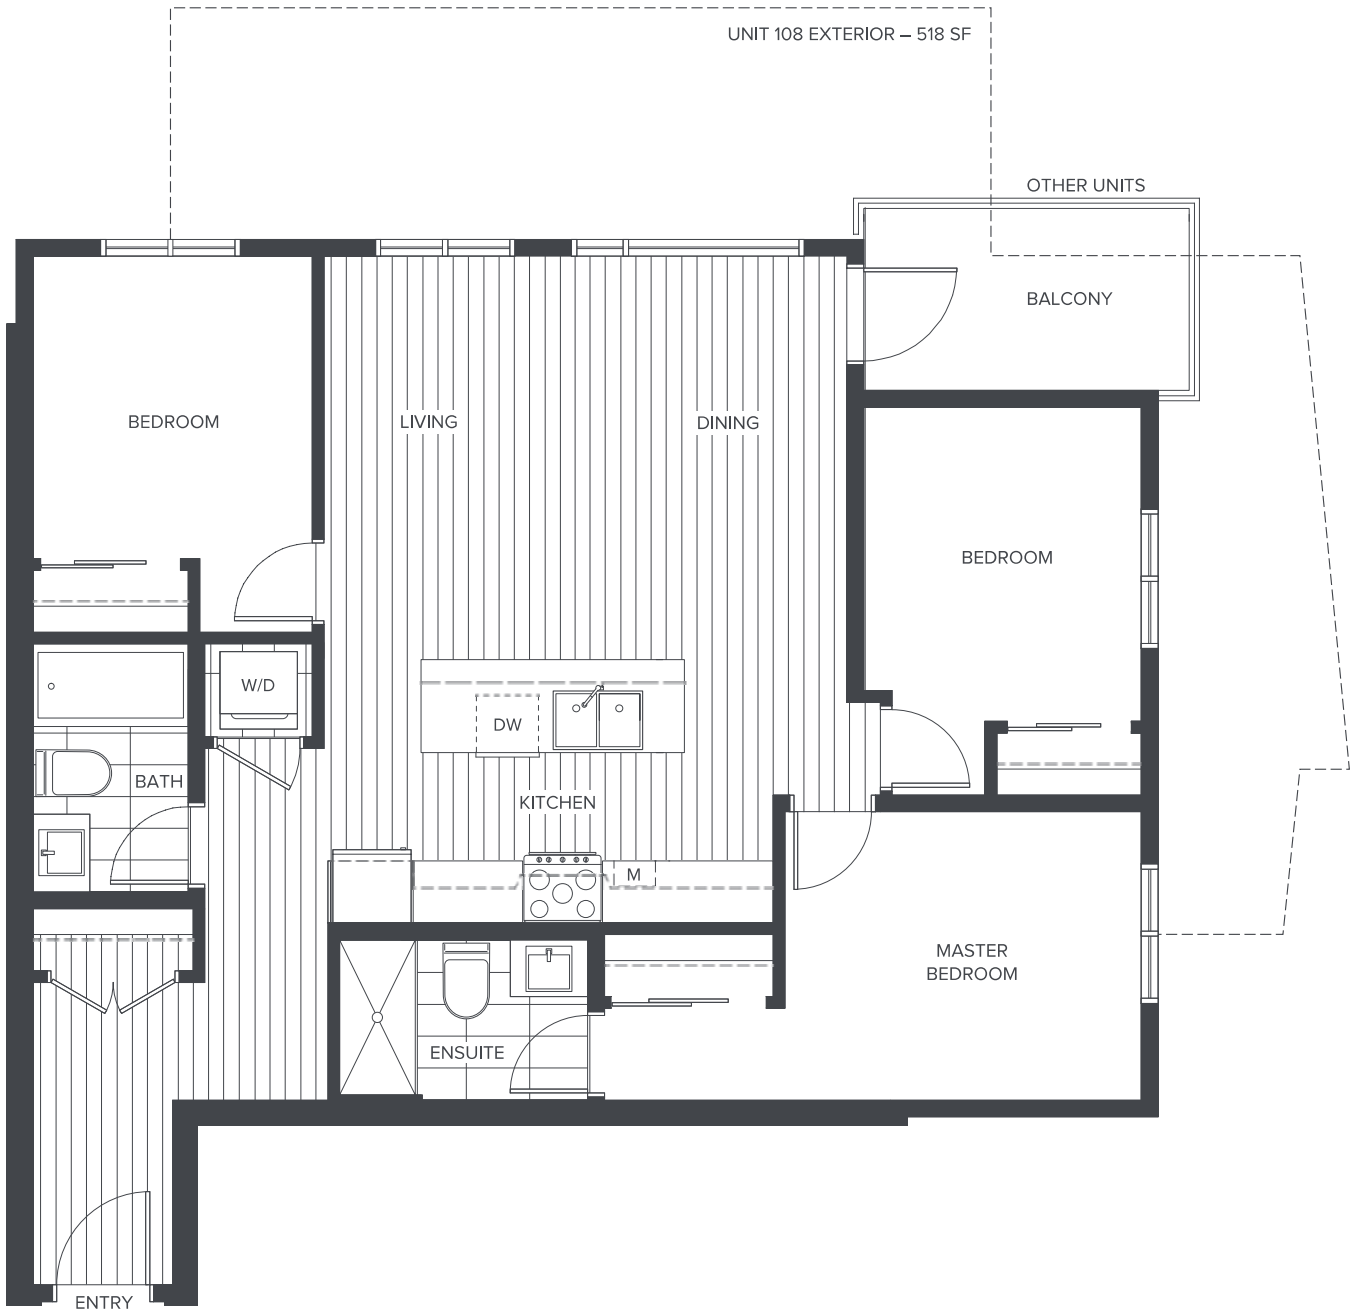 UNIT 108 EXTERIOR – 518 SF
OTHER UNITS
BALCONY
BEDROOM
LIVING
DINING
BEDROOM
W/D
DW
BATH
KITCHEN
M
MASTER
BEDROOM
ENSUITE
ENTRY